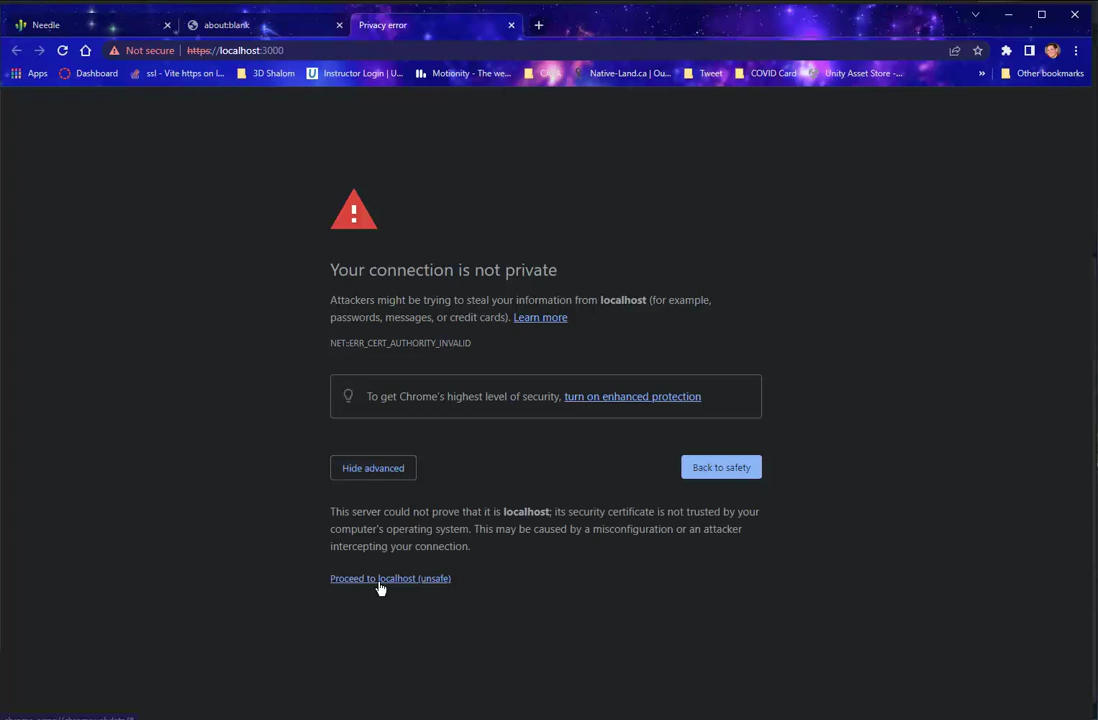 Needle
about:blank
Privacy error
Not secure
https://localhost:3000
Apps
Dashboard
ssl - Vite https on l...
3D Shalom
Instructor Login | U...
Motionity - The we...
Native-Land.ca | Ou...
Tweet
COVID Card
Unity Asset Store -...
»
Other bookmarks
!
Your connection is not private
Attackers might be trying to steal your information from localhost (for example,
passwords, messages, or credit cards). Learn more
NET::ERR_CERT_AUTHORITY_INVALID
To get Chrome's highest level of security, turn on enhanced protection
Hide advanced
Back to safety
This server could not prove that it is localhost; its security certificate is not trusted by your
computer's operating system. This may be caused by a misconfiguration or an attacker
intercepting your connection.
Proceed to localhost (unsafe)